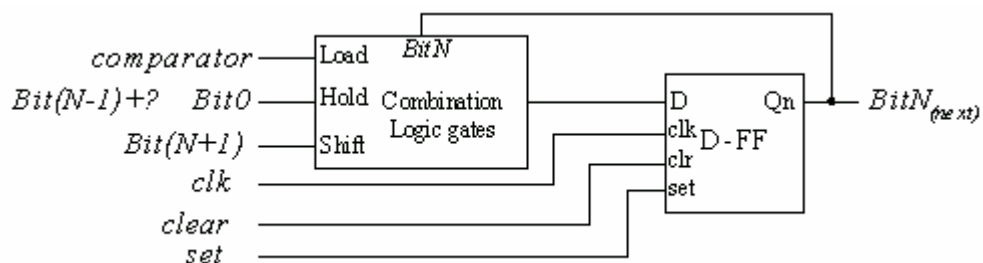 BitN
comparator Load
Bit(N-1)+? Bit0 Hold Combination D Qn BitN(next)
Logic gates clk D-FF
Bit(N+1) Shift clr
clk set
clear
set